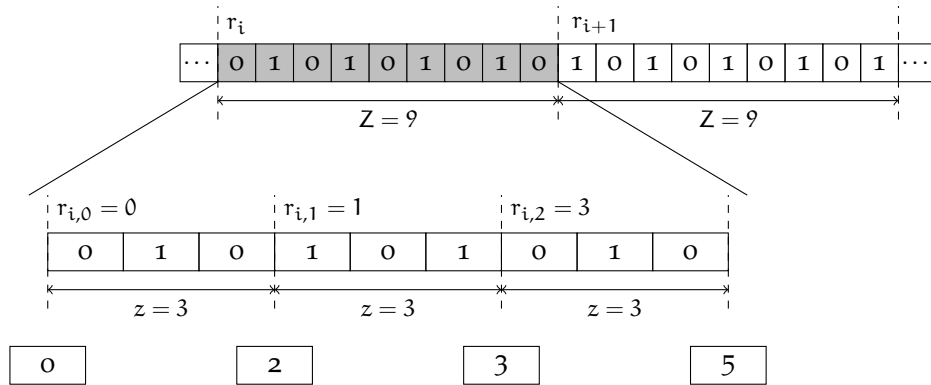 r_i r_{i+1}
⋯ 0 1 0 1 0 1 0 1 0 1 0 1 0 1 0 1 0 1 ⋯
Z = 9 Z = 9
r_{i,0} = 0 r_{i,1} = 1 r_{i,2} = 3
0 1 0 1 0 1 0 1 0
z = 3 z = 3 z = 3
0 2 3 5